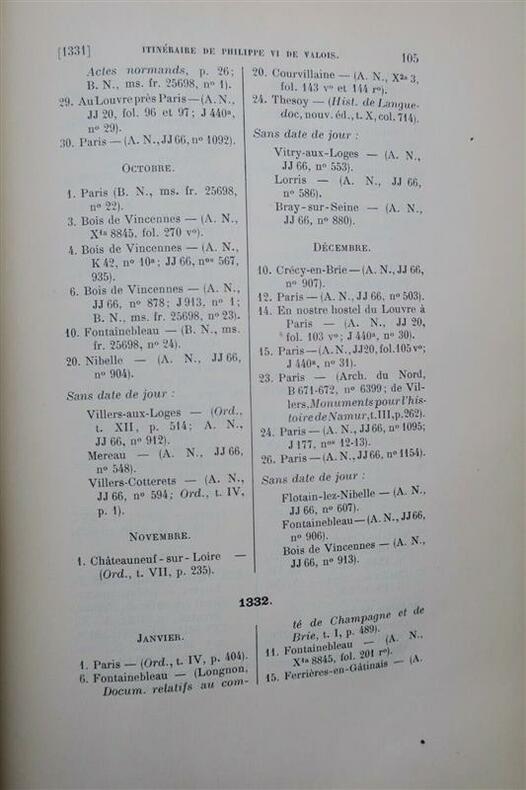 [1331] ITINÉRAIRE DE PHILIPPE VI DE VALOIS. 105
Actes normands, p. 26;
B. N., ms. fr. 25698, nº 1).
29. Au Louvre près Paris — (A. N.,
JJ 20, fol. 96 et 97; J 440ᵃ,
nº 29).
30. Paris — (A. N., JJ 66, nº 1092).
OCTOBRE.
1. Paris (B. N., ms. fr. 25698,
nº 22).
3. Bois de Vincennes — (A. N.,
X¹ᵃ 8845, fol. 270 vº).
4. Bois de Vincennes — (A. N.,
K 42, nº 10ᵃ; JJ 66, nᵒˢ 567,
935).
6. Bois de Vincennes — (A. N.,
JJ 66, nº 878; J 913, nº 1;
B. N., ms. fr. 25698, nº 23).
10. Fontainebleau — (B. N., ms.
fr. 25698, nº 24).
20. Nibelle — (A. N., JJ 66,
nº 904).
Sans date de jour :
Villers-aux-Loges — (Ord.,
t. XII, p. 514; A. N.,
JJ 66, nº 912).
Mereau — (A. N., JJ 66,
nº 548).
Villers-Cotterets — (A. N.,
JJ 66, nº 594; Ord., t. IV,
p. 1).
NOVEMBRE.
1. Châteauneuf-sur-Loire —
(Ord., t. VII, p. 235).
20. Courvillaine — (A. N., X²ᵃ 3,
fol. 143 vº et 144 rº).
24. Thesoy — (Hist. de Langue-
doc, nouv. éd., t. X, col. 714).
Sans date de jour :
Vitry-aux-Loges — (A. N.,
JJ 66, nº 553).
Lorris — (A. N., JJ 66,
nº 586).
Bray-sur-Seine — (A. N.,
JJ 66, nº 880).
DÉCEMBRE.
10. Crécy-en-Brie — (A. N., JJ 66,
nº 907).
12. Paris — (A. N., JJ 66, nº 503).
14. En nostre hostel du Louvre à
Paris — (A. N., JJ 20,
fol. 103 vº; J 440ᵃ, nº 30).
15. Paris — (A. N., JJ20, fol. 105 vº;
J 440ᵃ, nº 31).
23. Paris — (Arch. du Nord,
B 671-672, nº 6399; de Vil-
lers, Monuments pour l'his-
toire de Namur, t. III, p. 262).
24. Paris — (A. N., JJ 66, nº 1095;
J 177, nᵒˢ 12-13).
26. Paris — (A. N., JJ 66, nº 1154).
Sans date de jour :
Flotain-lez-Nibelle — (A. N.,
JJ 66, nº 607).
Fontainebleau — (A. N., JJ 66,
nº 906).
Bois de Vincennes — (A. N.,
JJ 66, nº 913).
1332.
JANVIER.
1. Paris — (Ord., t. IV, p. 404).
6. Fontainebleau — (Longnon,
Docum. relatifs au com-
té de Champagne et de
Brie, t. I, p. 489).
11. Fontainebleau — (A. N.,
X¹ᵃ 8845, fol. 201 rº).
15. Ferrières-en-Gâtinais — (A.